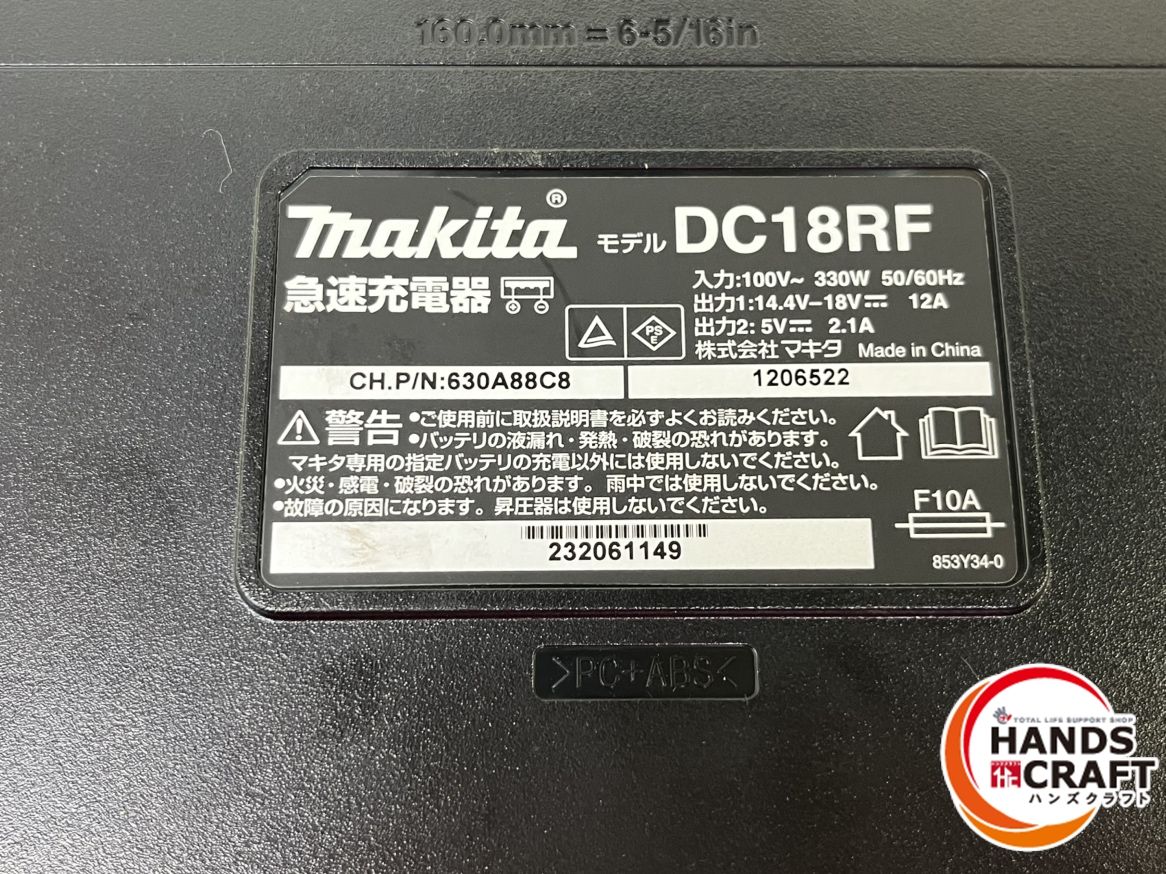 160.0mm = 6-5/16in
makita® モデル DC18RF
急速充電器
入力:100V~ 330W 50/60Hz
出力1:14.4V–18V⎓ 12A
出力2: 5V⎓ 2.1A
PS
E
株式会社マキタ Made in China
CH.P/N:630A88C8
1206522
警告 •ご使用前に取扱説明書を必ずよくお読みください。
•バッテリの液漏れ・発熱・破裂の恐れがあります。
マキタ専用の指定バッテリの充電以外には使用しないでください。
•火災・感電・破裂の恐れがあります。雨中では使用しないでください。
•故障の原因になります。昇圧器は使用しないでください。
F10A
232061149
853Y34-0
>PC+ABS<
TOTAL LIFE SUPPORT SHOP
HANDS
CRAFT
ハンズクラフト